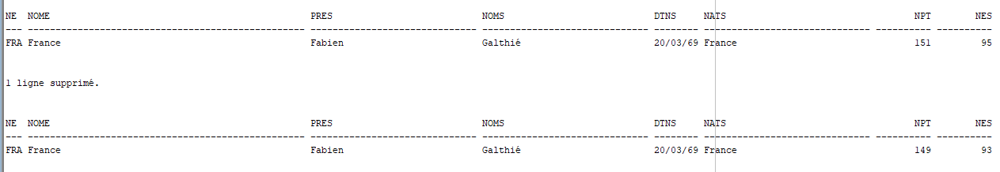 NE  NOME                                               PRES                           NOMS                           DTNS     NATS                                  NPT        NES
--- -------------------------------------------------- ------------------------------ ------------------------------ -------- ------------------------------ ---------- ----------
FRA France                                             Fabien                         Galthié                        20/03/69 France                                151         95
1 ligne supprimé.
NE  NOME                                               PRES                           NOMS                           DTNS     NATS                                  NPT        NES
--- -------------------------------------------------- ------------------------------ ------------------------------ -------- ------------------------------ ---------- ----------
FRA France                                             Fabien                         Galthié                        20/03/69 France                                149         93